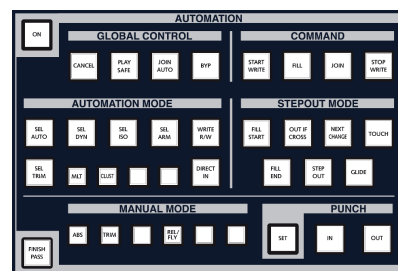 AUTOMATION
ON
GLOBAL CONTROL
COMMAND
CANCEL
PLAY
SAFE
JOIN
AUTO
BYP
START
WRITE
FILL
JOIN
STOP
WRITE
AUTOMATION MODE
STEPOUT MODE
SEL
AUTO
SEL
DYN
SEL
ISO
SEL
ARM
WRITE
R/W
FILL
START
OUT IF
CROSS
NEXT
CHANGE
TOUCH
SEL
TRIM
MLT
CLUST
DIRECT
IN
FILL
END
STEP
OUT
GLIDE
MANUAL MODE
PUNCH
ABS
TRIM
REL/
FLY
SET
IN
OUT
FINISH
PASS